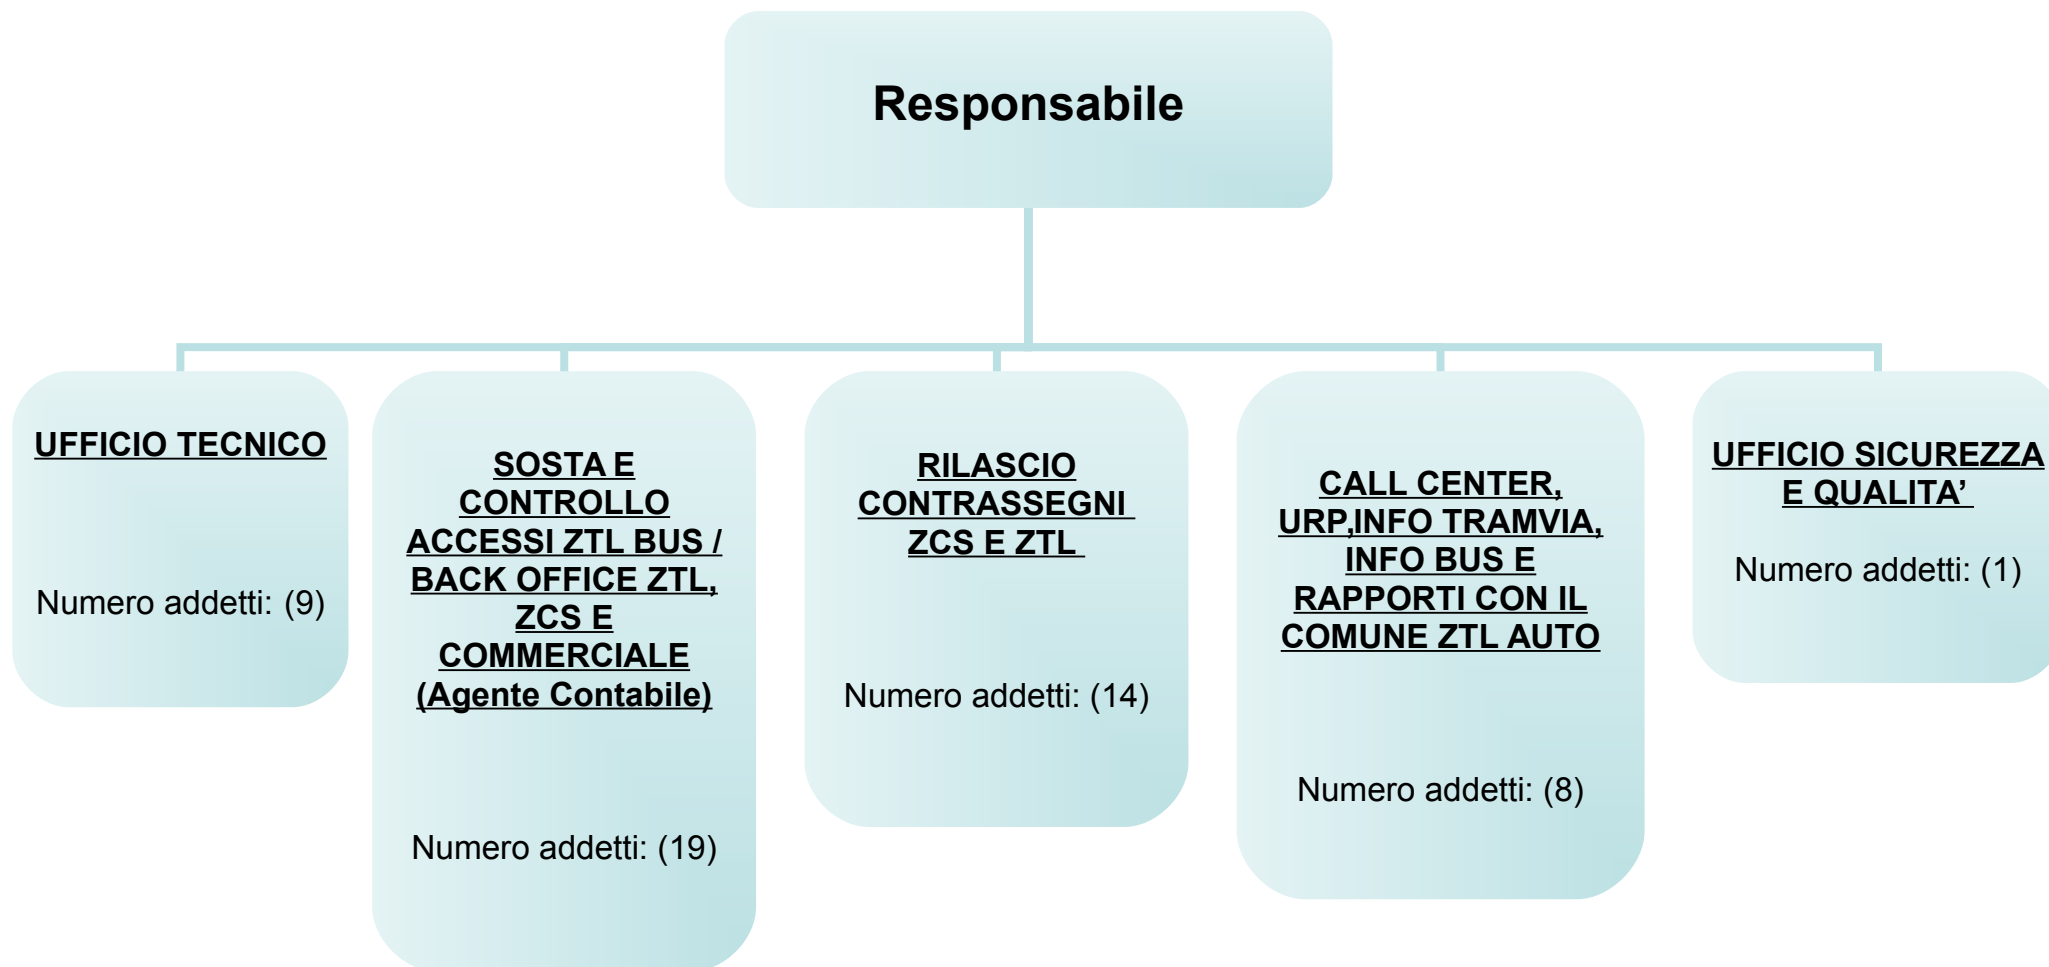 Responsabile
UFFICIO TECNICO
Numero addetti: (9)
SOSTA E
CONTROLLO
ACCESSI ZTL BUS /
BACK OFFICE ZTL,
ZCS E
COMMERCIALE
(Agente Contabile)
Numero addetti: (19)
RILASCIO
CONTRASSEGNI
ZCS E ZTL
Numero addetti: (14)
CALL CENTER,
URP,INFO TRAMVIA,
INFO BUS E
RAPPORTI CON IL
COMUNE ZTL AUTO
Numero addetti: (8)
UFFICIO SICUREZZA
E QUALITA’
Numero addetti: (1)